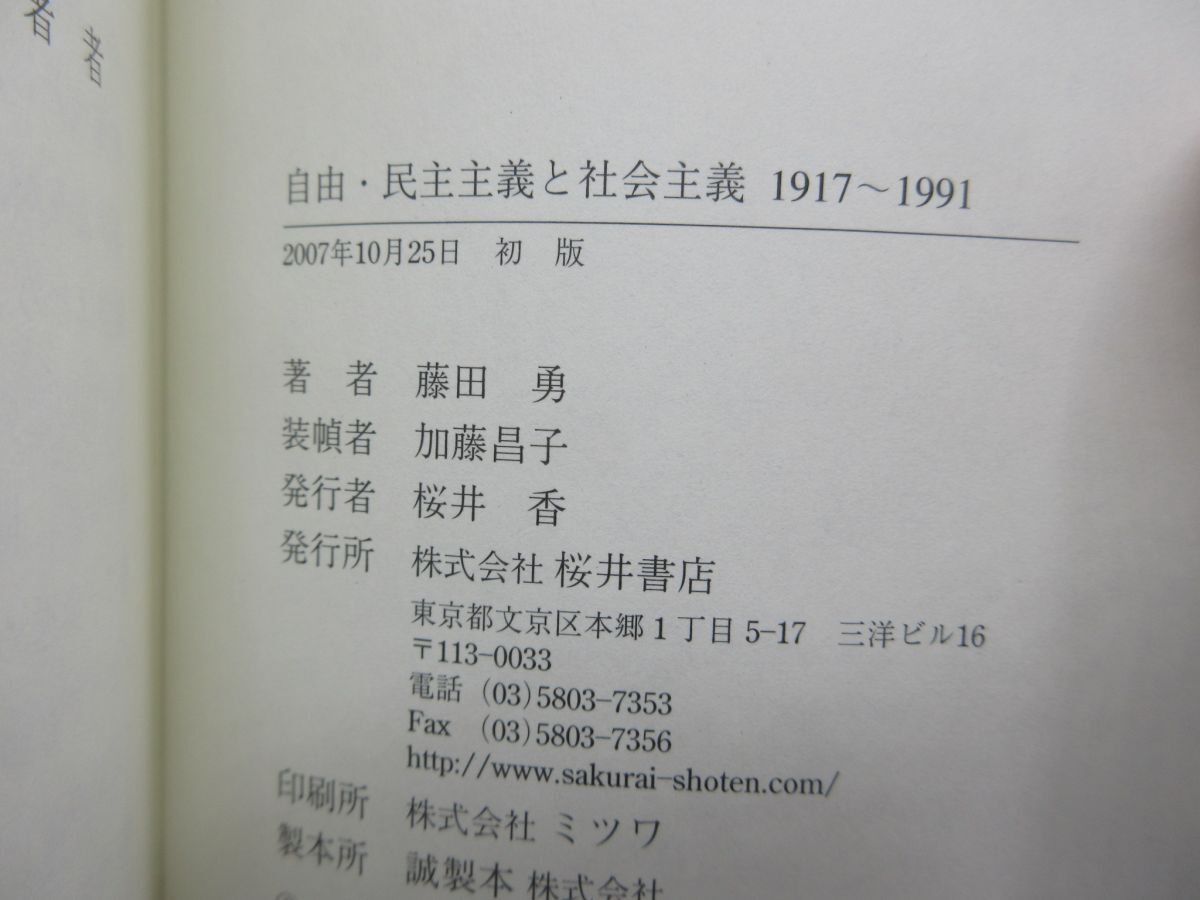 者
者
自由・民主主義と社会主義 1917〜1991
2007年10月25日 初 版
著 者 藤田 勇
装幀者 加藤昌子
発行者 桜井 香
発行所 株式会社 桜井書店
東京都文京区本郷1丁目5-17 三洋ビル16
〒113-0033
電話 (03)5803-7353
Fax (03)5803-7356
http://www.sakurai-shoten.com/
印刷所 株式会社 ミツワ
製本所 誠製本 株式会社